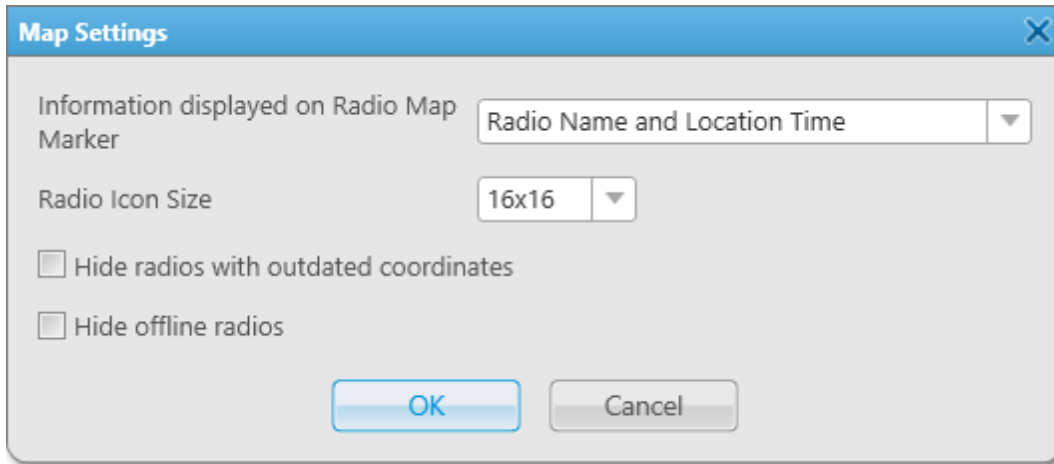 Map Settings
Information displayed on Radio Map
Marker
Radio Name and Location Time
Radio Icon Size
16x16
Hide radios with outdated coordinates
Hide offline radios
OK
Cancel